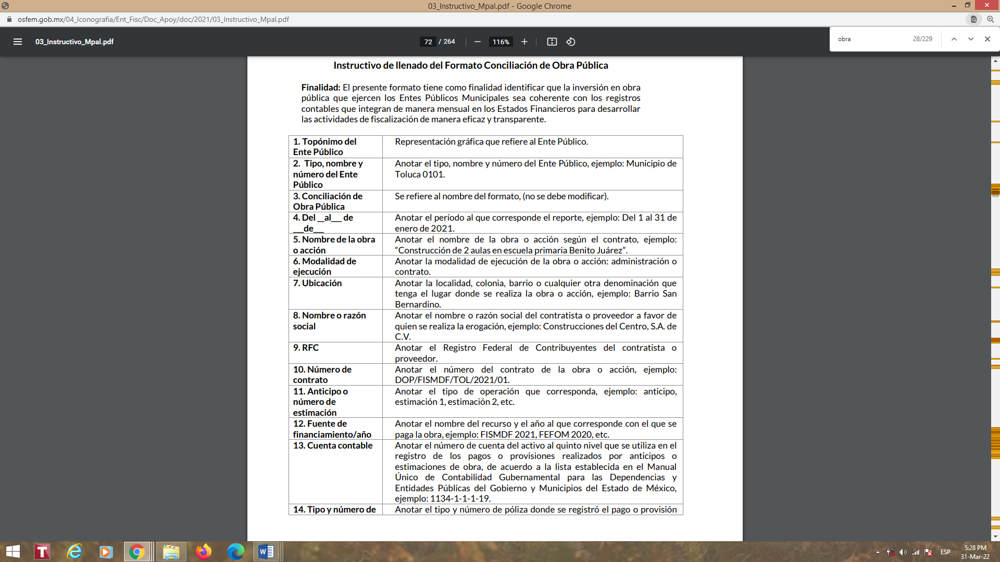 03_Instructivo_Mpal.pdf - Google Chrome
osfem.gob.mx/04_Iconografia/Ent_Fisc/Doc_Apoy/doc/2021/03_Instructivo_Mpal.pdf
03_Instructivo_Mpal.pdf
72 / 264
116%
obra
28/229
Instructivo de llenado del Formato Conciliación de Obra Pública
Finalidad: El presente formato tiene como finalidad identificar que la inversión en obra
pública que ejercen los Entes Públicos Municipales sea coherente con los registros
contables que integran de manera mensual en los Estados Financieros para desarrollar
las actividades de fiscalización de manera eficaz y transparente.
1. Topónimo del
Ente Público
Representación gráfica que refiere al Ente Público.
2. Tipo, nombre y
número del Ente
Público
Anotar el tipo, nombre y número del Ente Público, ejemplo: Municipio de
Toluca 0101.
3. Conciliación de
Obra Pública
Se refiere al nombre del formato, (no se debe modificar).
4. Del __al___ de
___de___
Anotar el período al que corresponde el reporte, ejemplo: Del 1 al 31 de
enero de 2021.
5. Nombre de la obra
o acción
Anotar el nombre de la obra o acción según el contrato, ejemplo:
“Construcción de 2 aulas en escuela primaria Benito Juárez”.
6. Modalidad de
ejecución
Anotar la modalidad de ejecución de la obra o acción: administración o
contrato.
7. Ubicación
Anotar la localidad, colonia, barrio o cualquier otra denominación que
tenga el lugar donde se realiza la obra o acción, ejemplo: Barrio San
Bernardino.
8. Nombre o razón
social
Anotar el nombre o razón social del contratista o proveedor a favor de
quien se realiza la erogación, ejemplo: Construcciones del Centro, S.A. de
C.V.
9. RFC
Anotar el Registro Federal de Contribuyentes del contratista o
proveedor.
10. Número de
contrato
Anotar el número del contrato de la obra o acción, ejemplo:
DOP/FISMDF/TOL/2021/01.
11. Anticipo o
número de
estimación
Anotar el tipo de operación que corresponda, ejemplo: anticipo,
estimación 1, estimación 2, etc.
12. Fuente de
financiamiento/año
Anotar el nombre del recurso y el año al que corresponde con el que se
paga la obra, ejemplo: FISMDF 2021, FEFOM 2020, etc.
13. Cuenta contable
Anotar el número de cuenta del activo al quinto nivel que se utiliza en el
registro de los pagos o provisiones realizados por anticipos o
estimaciones de obra, de acuerdo a la lista establecida en el Manual
Único de Contabilidad Gubernamental para las Dependencias y
Entidades Públicas del Gobierno y Municipios del Estado de México,
ejemplo: 1134-1-1-1-19.
14. Tipo y número de
Anotar el tipo y número de póliza donde se registró el pago o provisión
ESP
5:28 PM
31-Mar-22